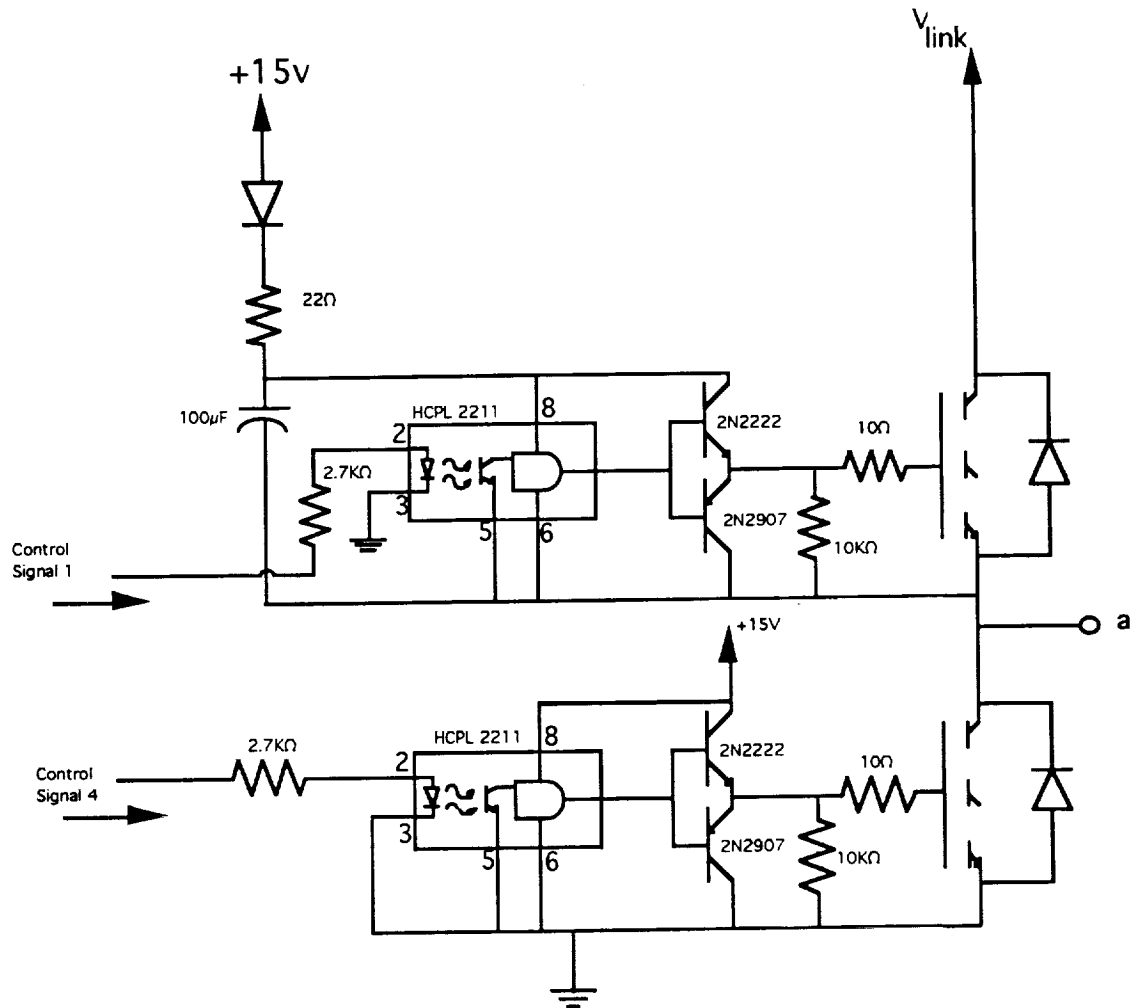 V link
+15v
22Ω
100µF
HCPL 2211
8
2
2.7KΩ
3
5
6
2N2222
2N2907
10Ω
10KΩ
Control
Signal 1
a
+15V
HCPL 2211
8
2.7KΩ
2
3
5
6
2N2222
2N2907
10Ω
10KΩ
Control
Signal 4